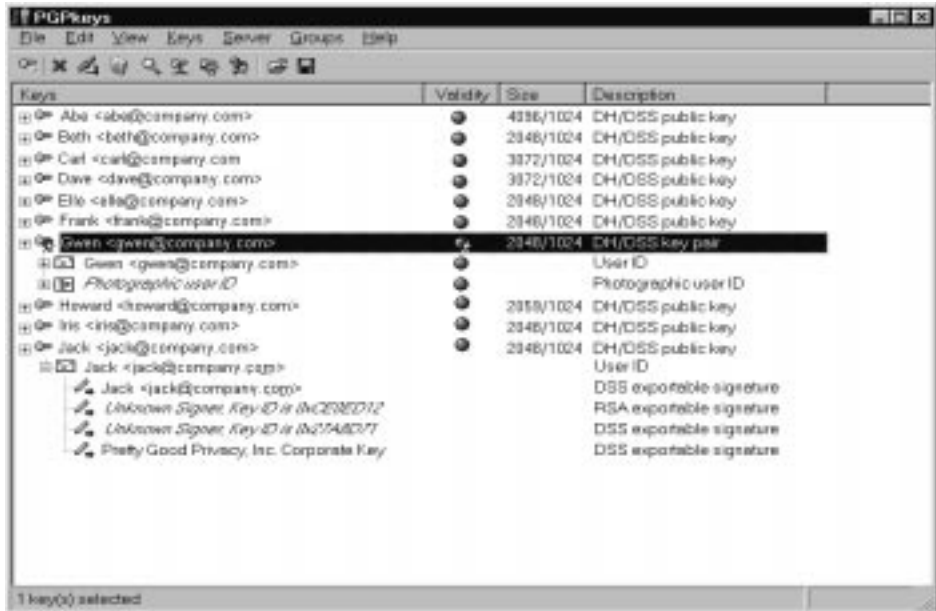 PGPkeys
File Edit View Keys Server Groups Help
Keys Validity Size Description
Abe <abe@company.com> 4096/1024 DH/DSS public key
Beth <beth@company.com> 2048/1024 DH/DSS public key
Carl <carl@company.com 3072/1024 DH/DSS public key
Dave <dave@company.com> 3072/1024 DH/DSS public key
Elle <elle@company.com> 2048/1024 DH/DSS public key
Frank <frank@company.com> 2048/1024 DH/DSS public key
Gwen <gwen@company.com> 2048/1024 DH/DSS key pair
Gwen <gwen@company.com> User ID
Photographic user ID Photographic user ID
Howard <howard@company.com> DH/DSS public key
Iris <iris@company.com> 2048/1024 DH/DSS public key
Jack <jack@company.com> 2048/1024 DH/DSS public key
Jack <jack@company.com> User ID
Jack <jack@company.com> DSS exportable signature
Unknown Signer, Key ID is RSA exportable signature
Unknown Signer, Key ID is DSS exportable signature
Pretty Good Privacy, Inc. Corporate Key DSS exportable signature
1 key(s) selected